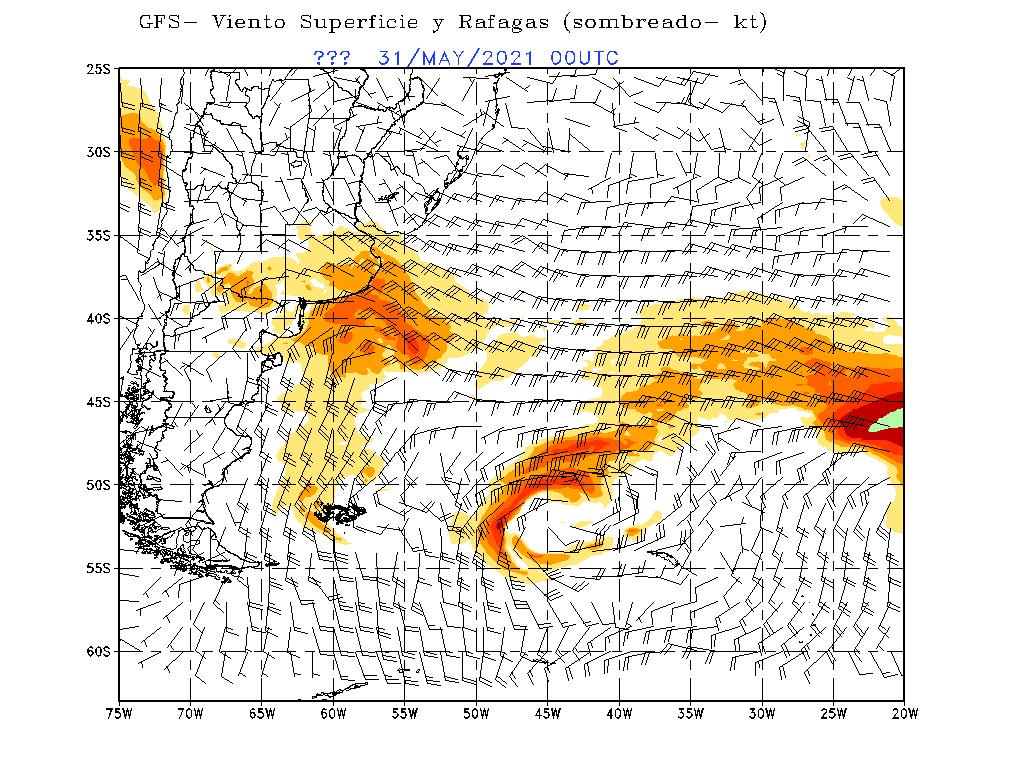 GFS− Viento Superficie y Rafagas (sombreado− kt)
??? 31/MAY/2021 00UTC
25S
30S
35S
40S
45S
50S
55S
60S
75W 70W 65W 60W 55W 50W 45W 40W 35W 30W 25W 20W